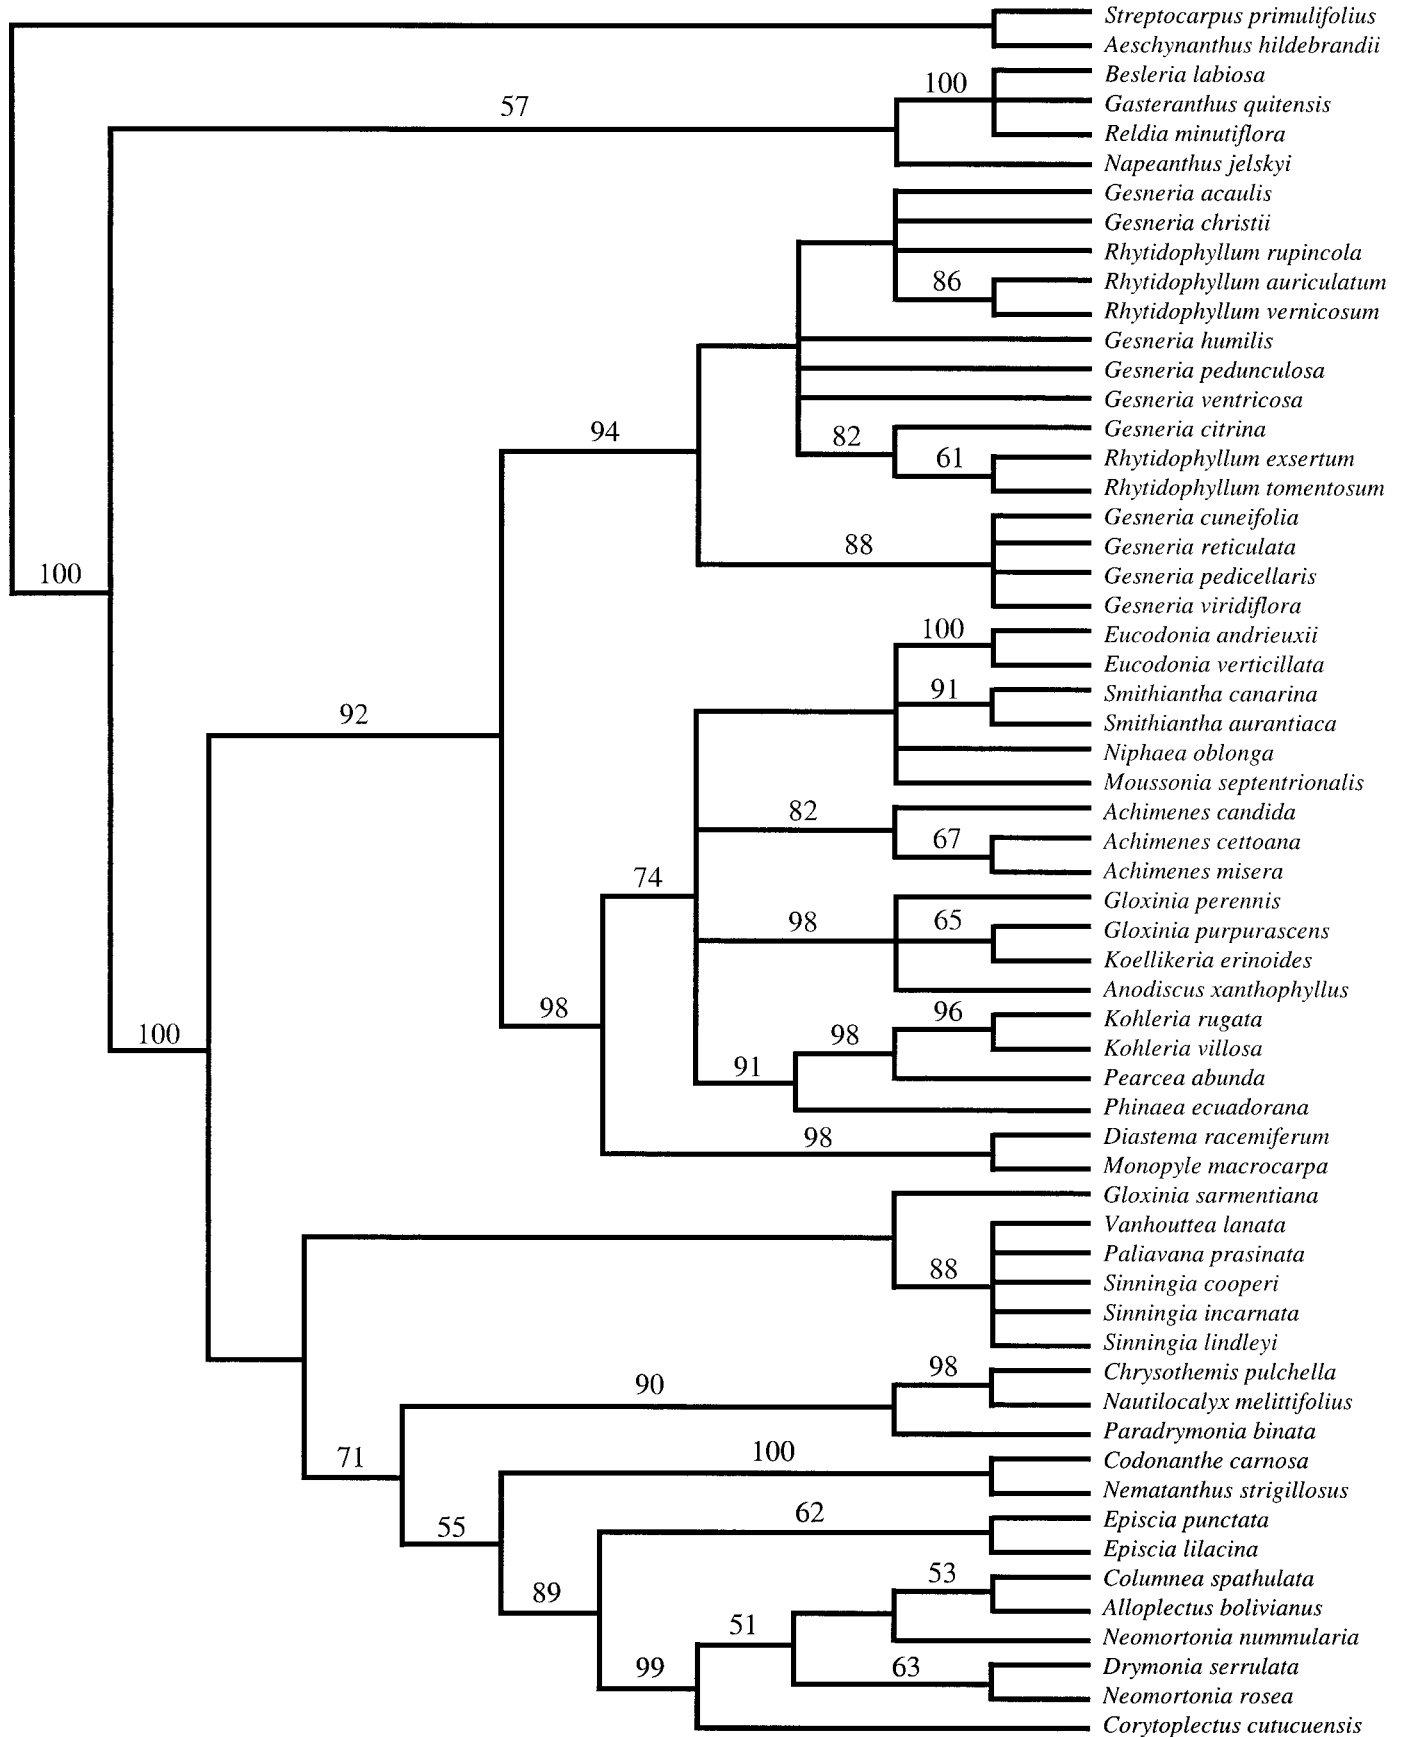 Streptocarpus primulifolius
Aeschynanthus hildebrandii
Besleria labiosa
100
Gasteranthus quitensis
57
Reldia minutiflora
Napeanthus jelskyi
Gesneria acaulis
Gesneria christii
Rhytidophyllum rupincola
Rhytidophyllum auriculatum
86
Rhytidophyllum vernicosum
Gesneria humilis
Gesneria pedunculosa
Gesneria ventricosa
Gesneria citrina
94
82
Rhytidophyllum exsertum
61
Rhytidophyllum tomentosum
Gesneria cuneifolia
Gesneria reticulata
88
Gesneria pedicellaris
100
Gesneria viridiflora
Eucodonia andrieuxii
100
Eucodonia verticillata
Smithiantha canarina
91
Smithiantha aurantiaca
92
Niphaea oblonga
Moussonia septentrionalis
Achimenes candida
82
Achimenes cettoana
67
Achimenes misera
74
Gloxinia perennis
Gloxinia purpurascens
65
98
Koellikeria erinoides
Anodiscus xanthophyllus
98
96
Kohleria rugata
100
98
Kohleria villosa
91
Pearcea abunda
Phinaea ecuadorana
Diastema racemiferum
98
Monopyle macrocarpa
Gloxinia sarmentiana
Vanhouttea lanata
Paliavana prasinata
88
Sinningia cooperi
Sinningia incarnata
Sinningia lindleyi
Chrysothemis pulchella
98
90
Nautilocalyx melittifolius
Paradrymonia binata
71
100
Codonanthe carnosa
Nematanthus strigillosus
62
Episcia punctata
55
Episcia lilacina
53
Columnea spathulata
89
Alloplectus bolivianus
51
Neomortonia nummularia
99
63
Drymonia serrulata
Neomortonia rosea
Corytoplectus cutucuensis